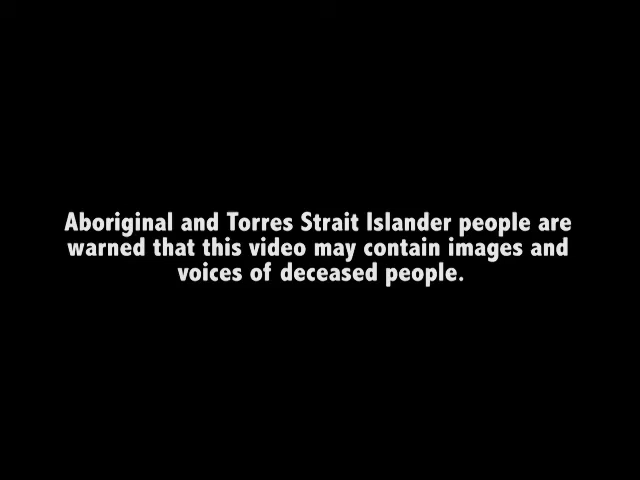 Aboriginal and Torres Strait Islander people are
warned that this video may contain images and
voices of deceased people.